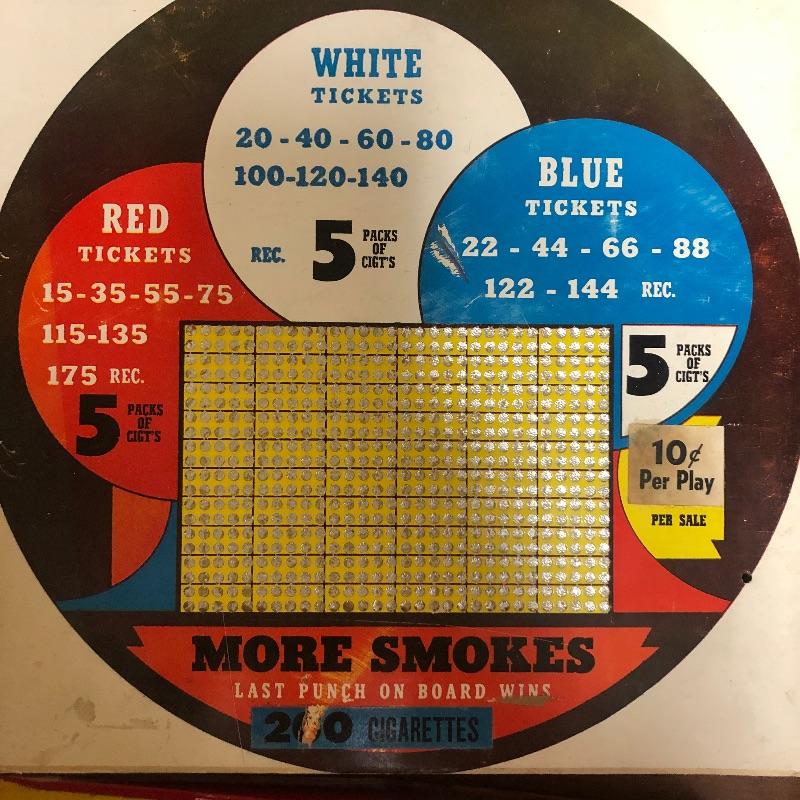 WHITE
TICKETS
20 - 40 - 60 - 80
100-120-140
REC. 5 PACKS
OF
CIGT'S
BLUE
TICKETS
22 - 44 - 66 - 88
122 - 144 REC.
5 PACKS
OF
CIGT'S
RED
TICKETS
15-35-55-75
115-135
175 REC.
5 PACKS
OF
CIGT'S
10¢
Per Play
PER SALE
MORE SMOKES
LAST PUNCH ON BOARD WINS
200 CIGARETTES